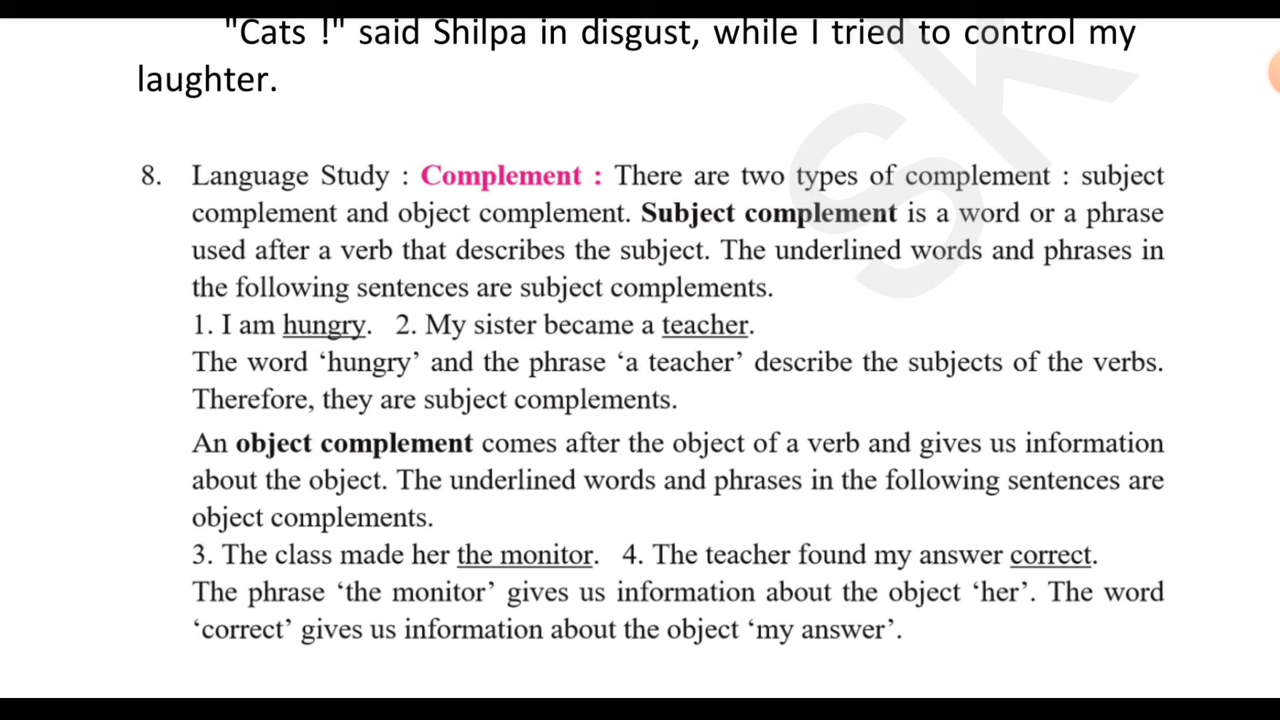 "Cats !" said Shilpa in disgust, while I tried to control my
laughter.
8. Language Study : Complement : There are two types of complement : subject
complement and object complement. Subject complement is a word or a phrase
used after a verb that describes the subject. The underlined words and phrases in
the following sentences are subject complements.
1. I am hungry. 2. My sister became a teacher.
The word ‘hungry’ and the phrase ‘a teacher’ describe the subjects of the verbs.
Therefore, they are subject complements.
An object complement comes after the object of a verb and gives us information
about the object. The underlined words and phrases in the following sentences are
object complements.
3. The class made her the monitor. 4. The teacher found my answer correct.
The phrase ‘the monitor’ gives us information about the object ‘her’. The word
‘correct’ gives us information about the object ‘my answer’.
SK